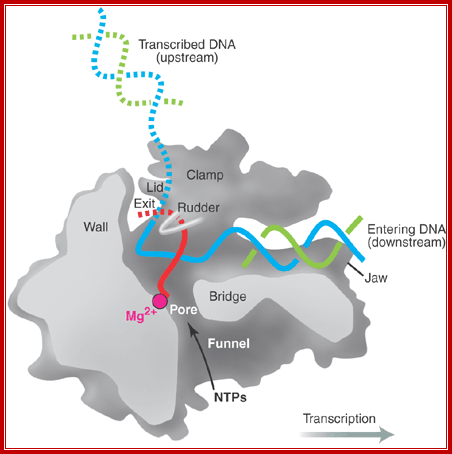 Transcribed DNA
(upstream)
Clamp
Lid
Exit
Rudder
Wall
Entering DNA
(downstream)
Jaw
Bridge
Mg2+
Pore
Funnel
NTPs
Transcription